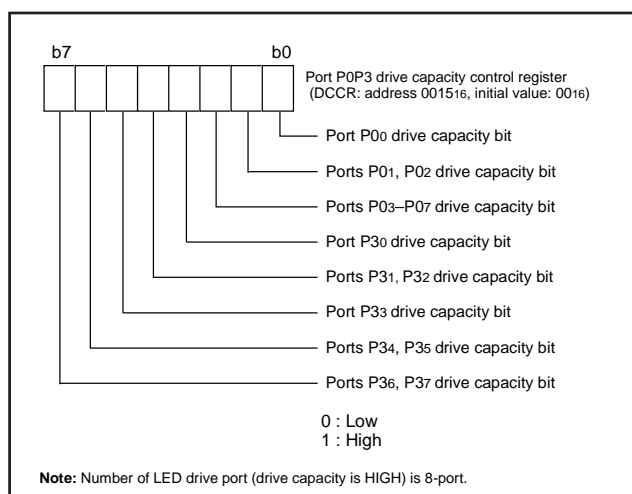 b7 b0
Port P0P3 drive capacity control register
(DCCR: address 001516, initial value: 0016)
Port P00 drive capacity bit
Ports P01, P02 drive capacity bit
Ports P03–P07 drive capacity bit
Port P30 drive capacity bit
Ports P31, P32 drive capacity bit
Port P33 drive capacity bit
Ports P34, P35 drive capacity bit
Ports P36, P37 drive capacity bit
0 : Low
1 : High
Note: Number of LED drive port (drive capacity is HIGH) is 8-port.